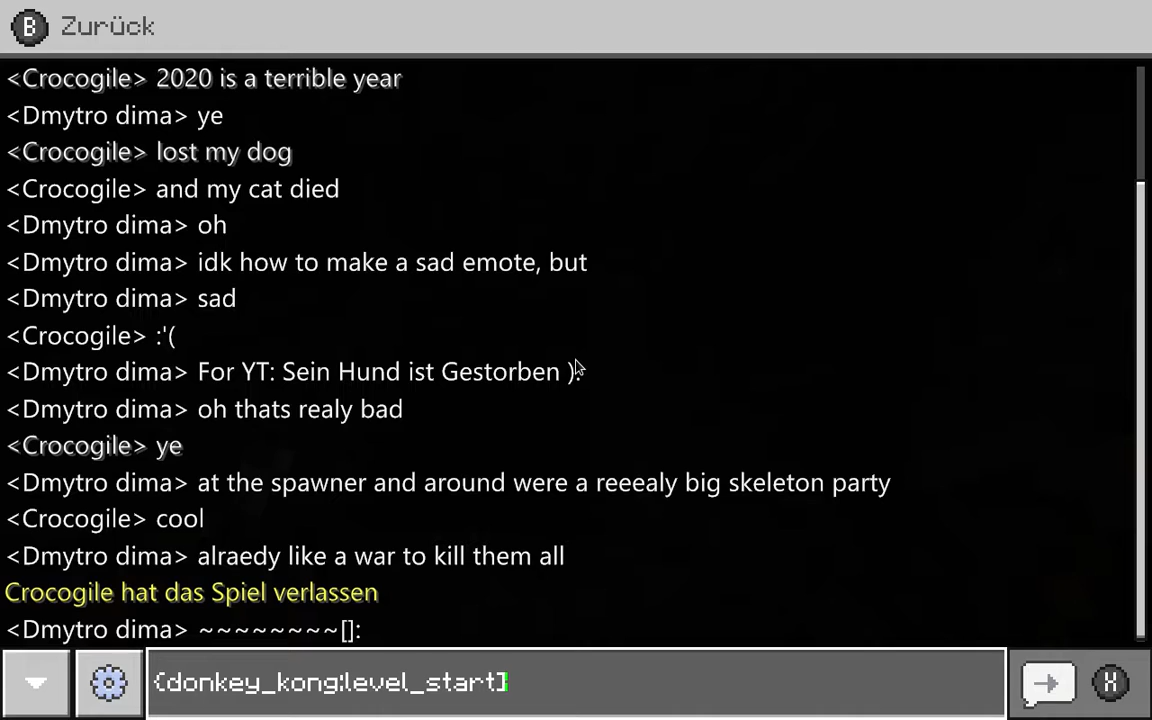 B Zurück
<Crocogile> 2020 is a terrible year
<Dmytro dima> ye
<Crocogile> lost my dog
<Crocogile> and my cat died
<Dmytro dima> oh
<Dmytro dima> idk how to make a sad emote, but
<Dmytro dima> sad
<Crocogile> :'(
<Dmytro dima> For YT: Sein Hund ist Gestorben ):
<Dmytro dima> oh thats realy bad
<Crocogile> ye
<Dmytro dima> at the spawner and around were a reeealy big skeleton party
<Crocogile> cool
<Dmytro dima> alraedy like a war to kill them all
Crocogile hat das Spiel verlassen
<Dmytro dima> ~~~~~~~~[]:
{donkey_kong:level_start} X